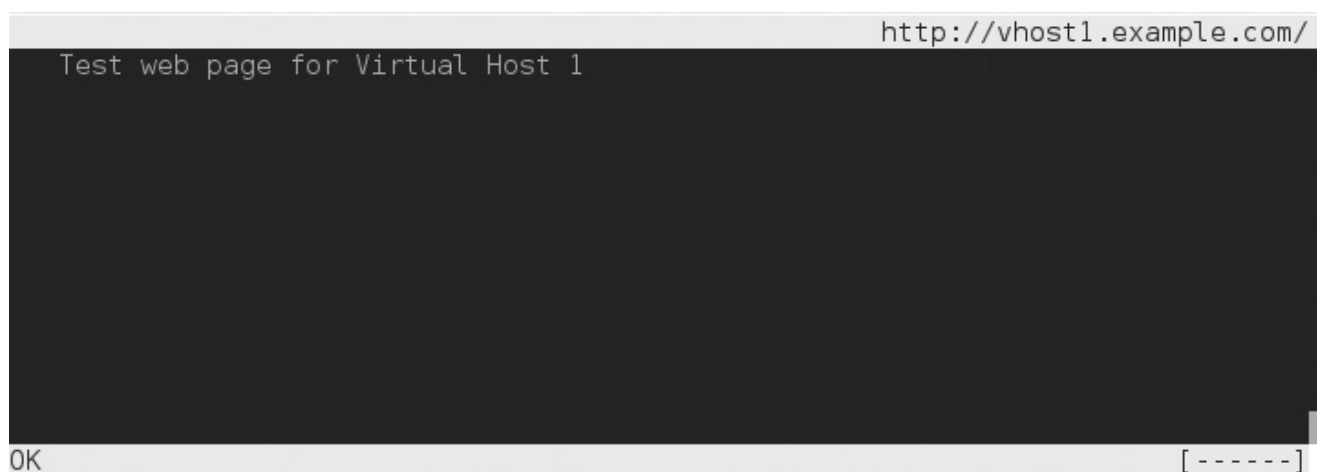 http://vhost1.example.com/
Test web page for Virtual Host 1
OK [------]